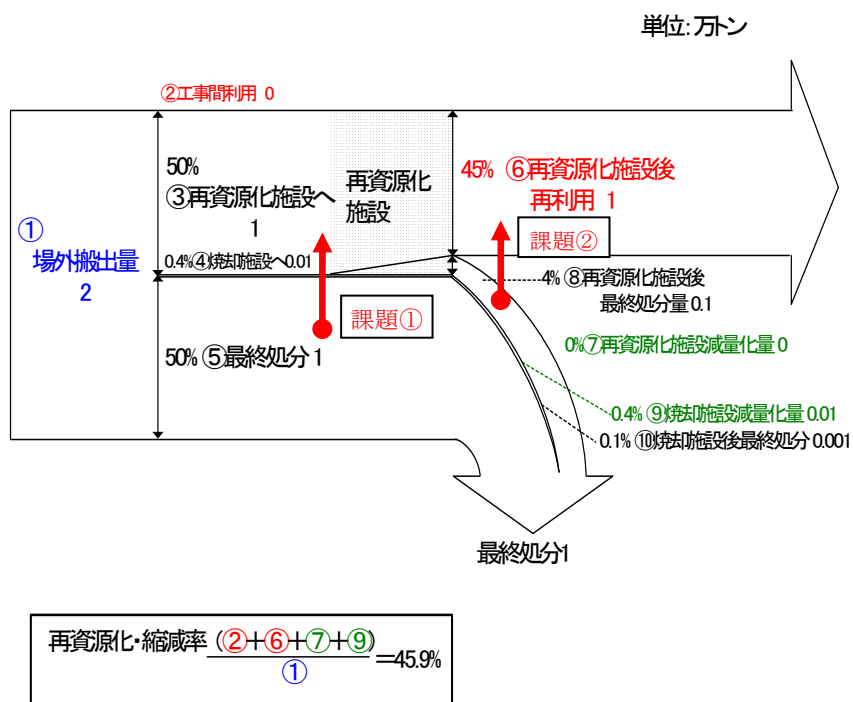 単位:万トン
②工事間利用 0
50%
③再資源化施設へ
1
再資源化
施設
45% ⑥再資源化施設後
再利用 1
①
場外搬出量
2
0.4%④焼却施設へ0.01
課題②
4% ⑧再資源化施設後
最終処分量0.1
課題①
50% ⑤最終処分 1
0%⑦再資源化施設減量化量 0
0.4% ⑨焼却施設減量化量 0.01
0.1% ⑩焼却施設後最終処分 0.001
最終処分1
再資源化・縮減率 (②+⑥+⑦+⑨)
①
=45.9%